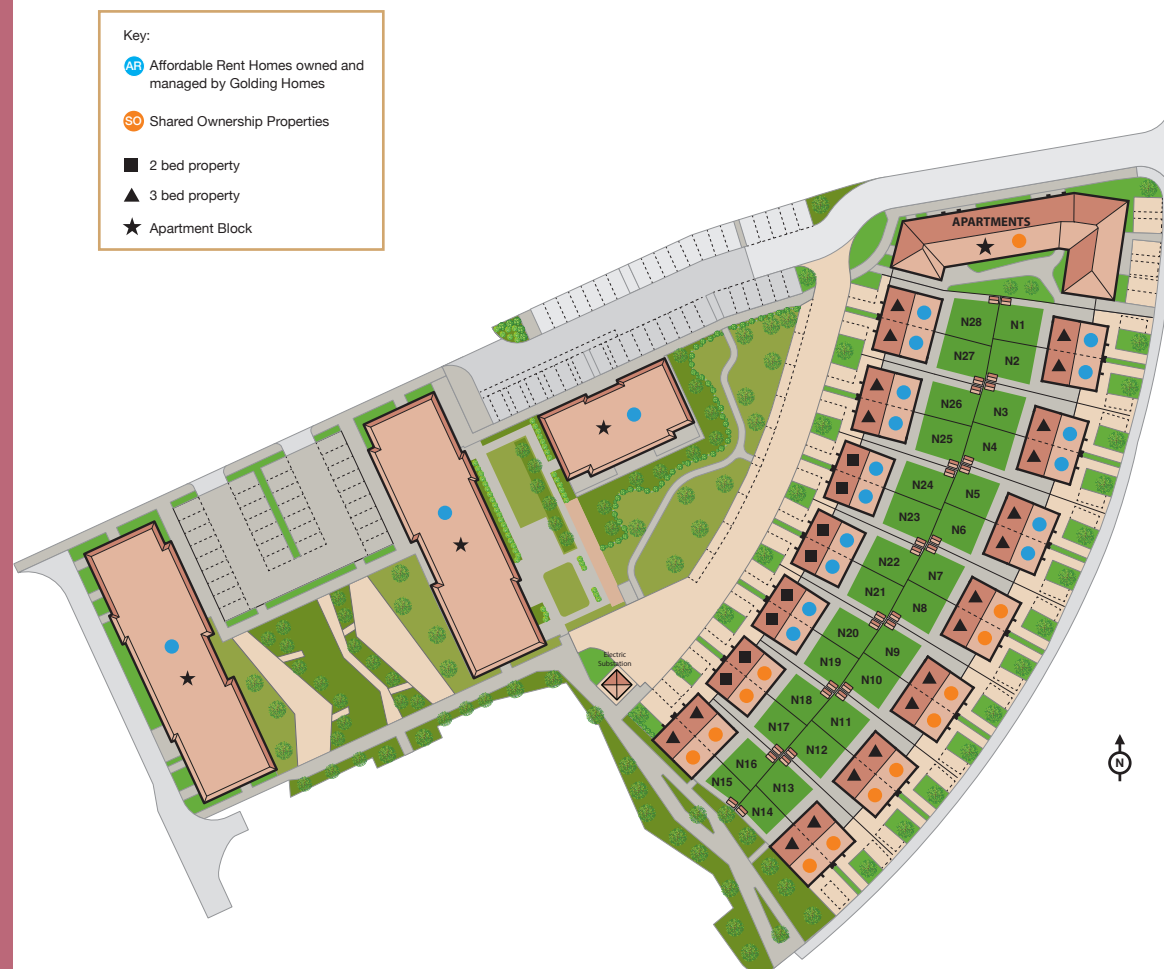 Key:
AR Affordable Rent Homes owned and
managed by Golding Homes
SO Shared Ownership Properties
2 bed property
3 bed property
Apartment Block
APARTMENTS
N28
N1
N27
N2
N26
N3
N25
N4
N24
N5
N23
N6
N22
N7
N21
N8
N20
N9
N19
N10
N18
N11
N17
N12
N16
N13
N15
N14
Electric
Substation
N